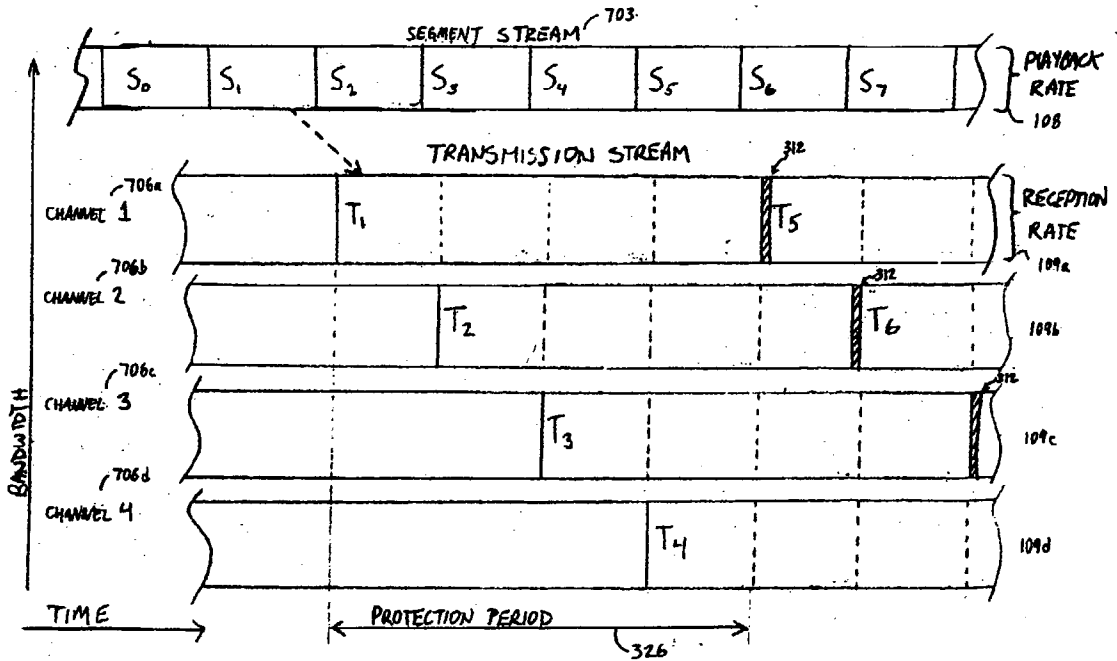 SEGMENT STREAM 703
S0 S1 S2 S3 S4 S5 S6 S7
PLAYBACK
RATE
108
TRANSMISSION STREAM
706a
CHANNEL 1
T1
312
T5
RECEPTION
RATE
109a
706b
CHANNEL 2
T2
312
T6
109b
706c
CHANNEL 3
T3
312
109c
706d
CHANNEL 4
T4
109d
BANDWIDTH
TIME
PROTECTION PERIOD
326